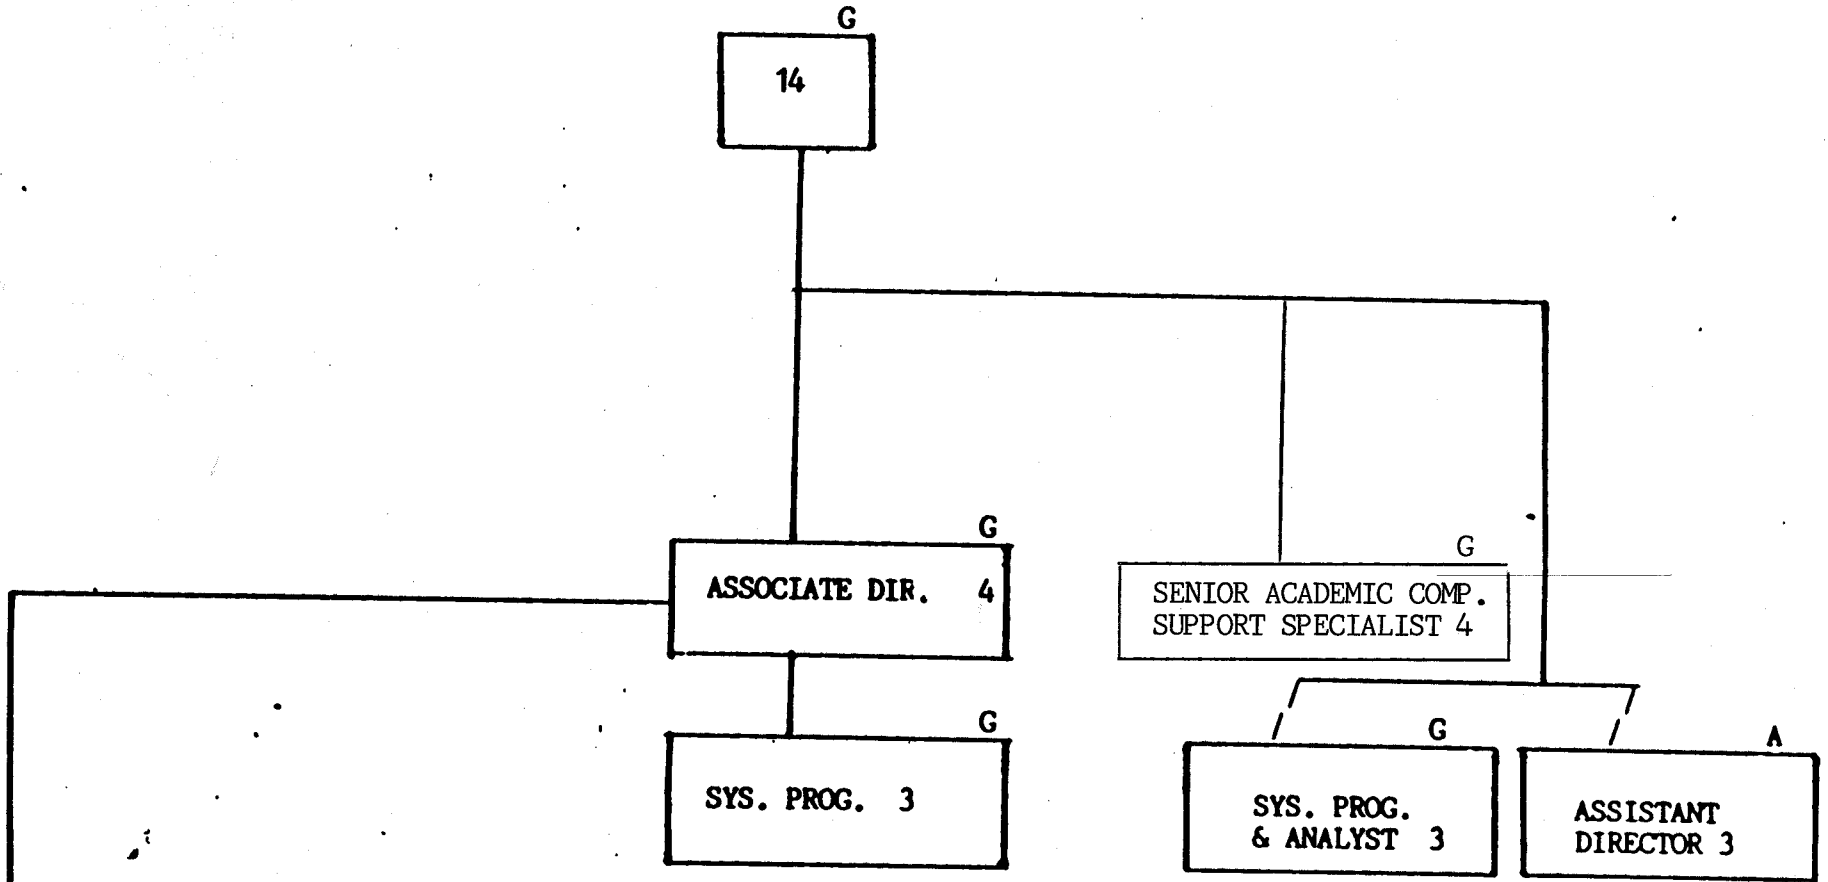 G
14
G
ASSOCIATE DIR. 4
G
SENIOR ACADEMIC COMP.
SUPPORT SPECIALIST 4
G
SYS. PROG. 3
G
SYS. PROG.
& ANALYST 3
A
ASSISTANT
DIRECTOR 3